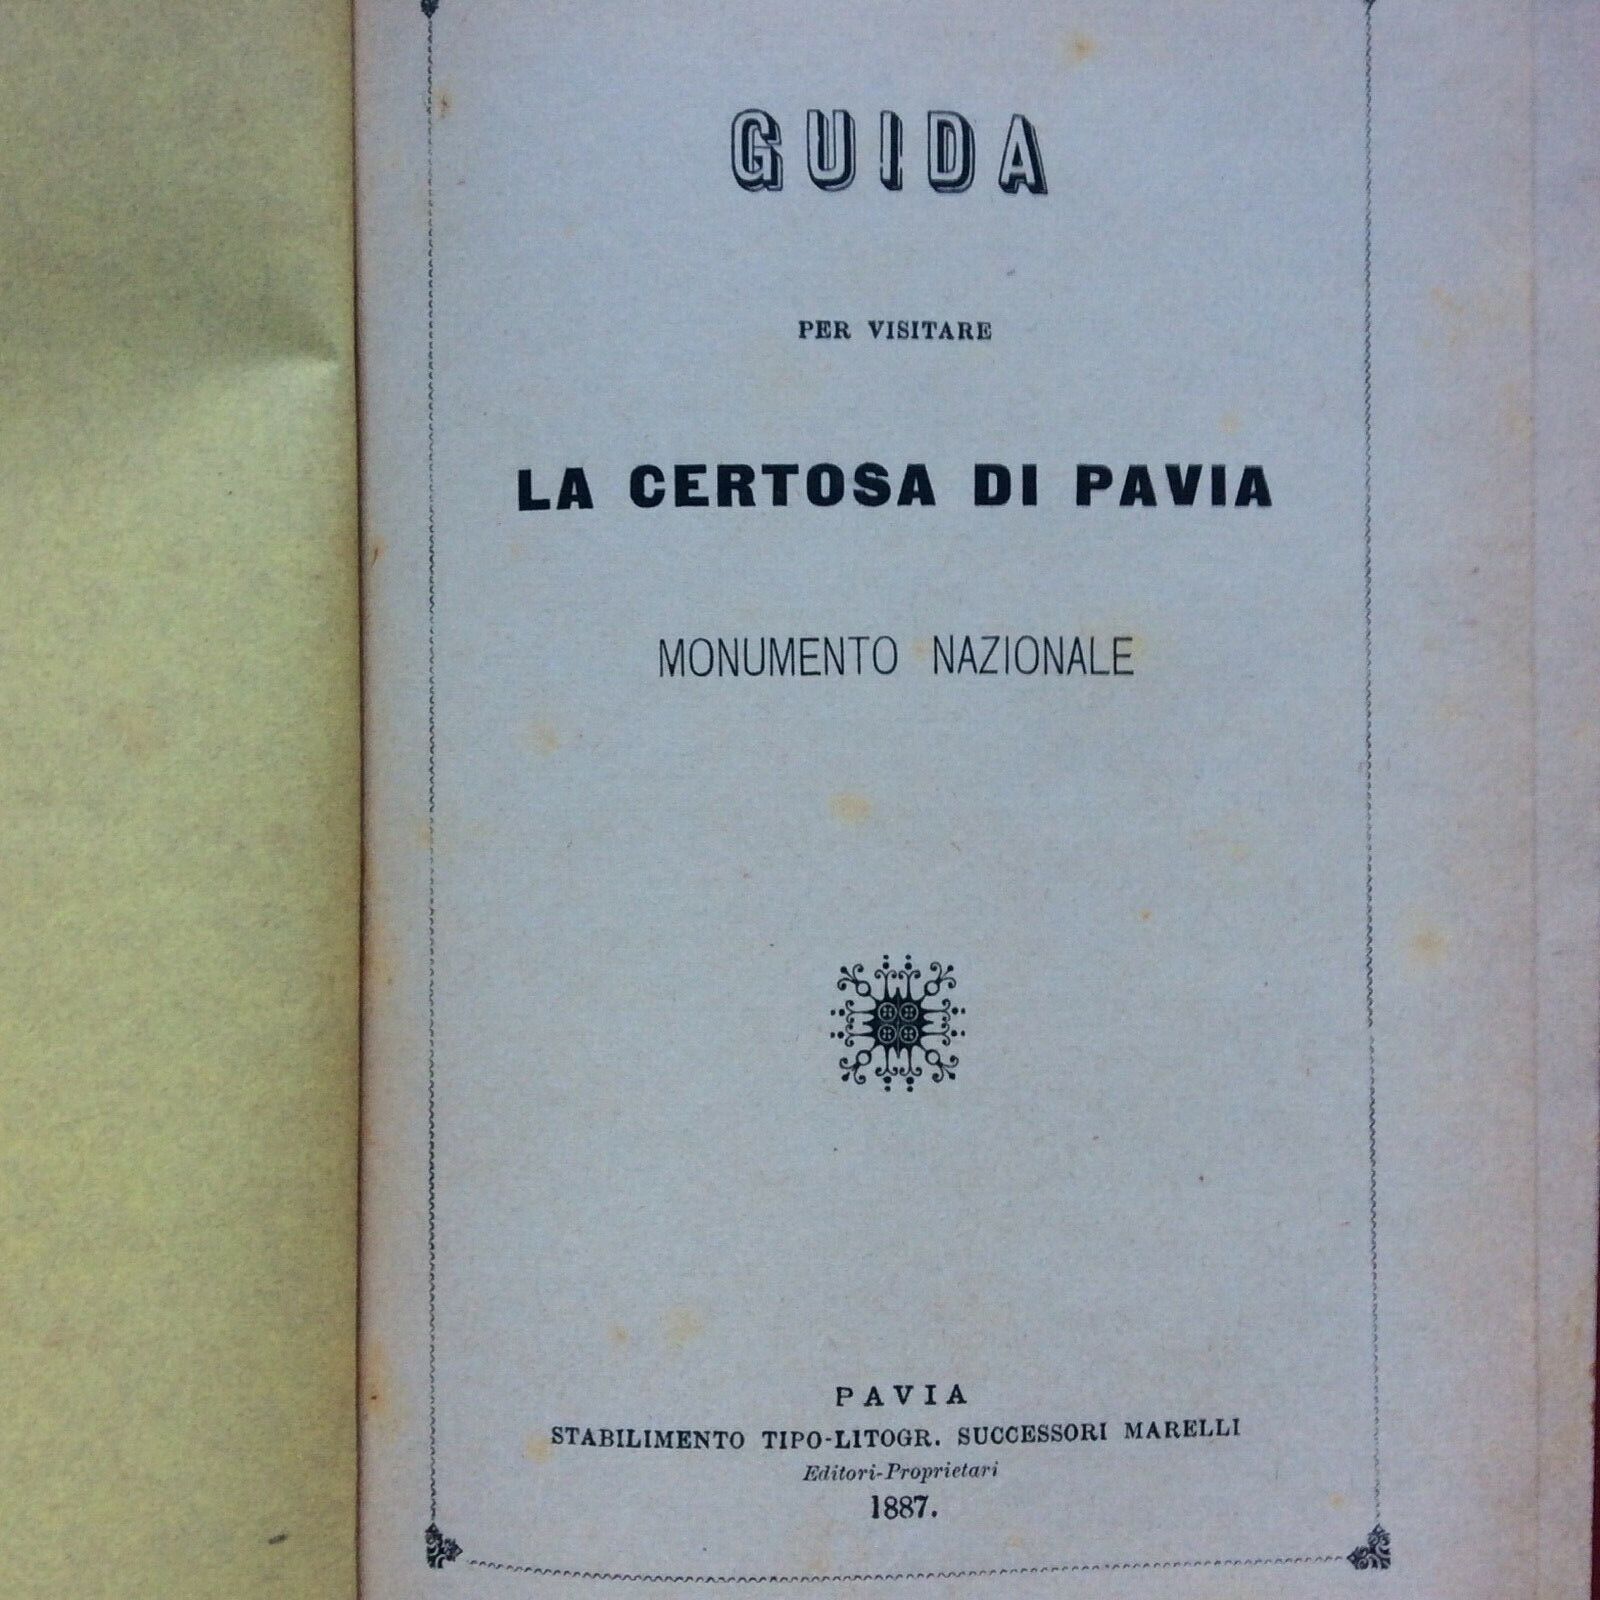 GUIDA
PER VISITARE
LA CERTOSA DI PAVIA
MONUMENTO NAZIONALE
PAVIA
STABILIMENTO TIPO-LITOGR. SUCCESSORI MARELLI
Editori-Proprietari
1887.